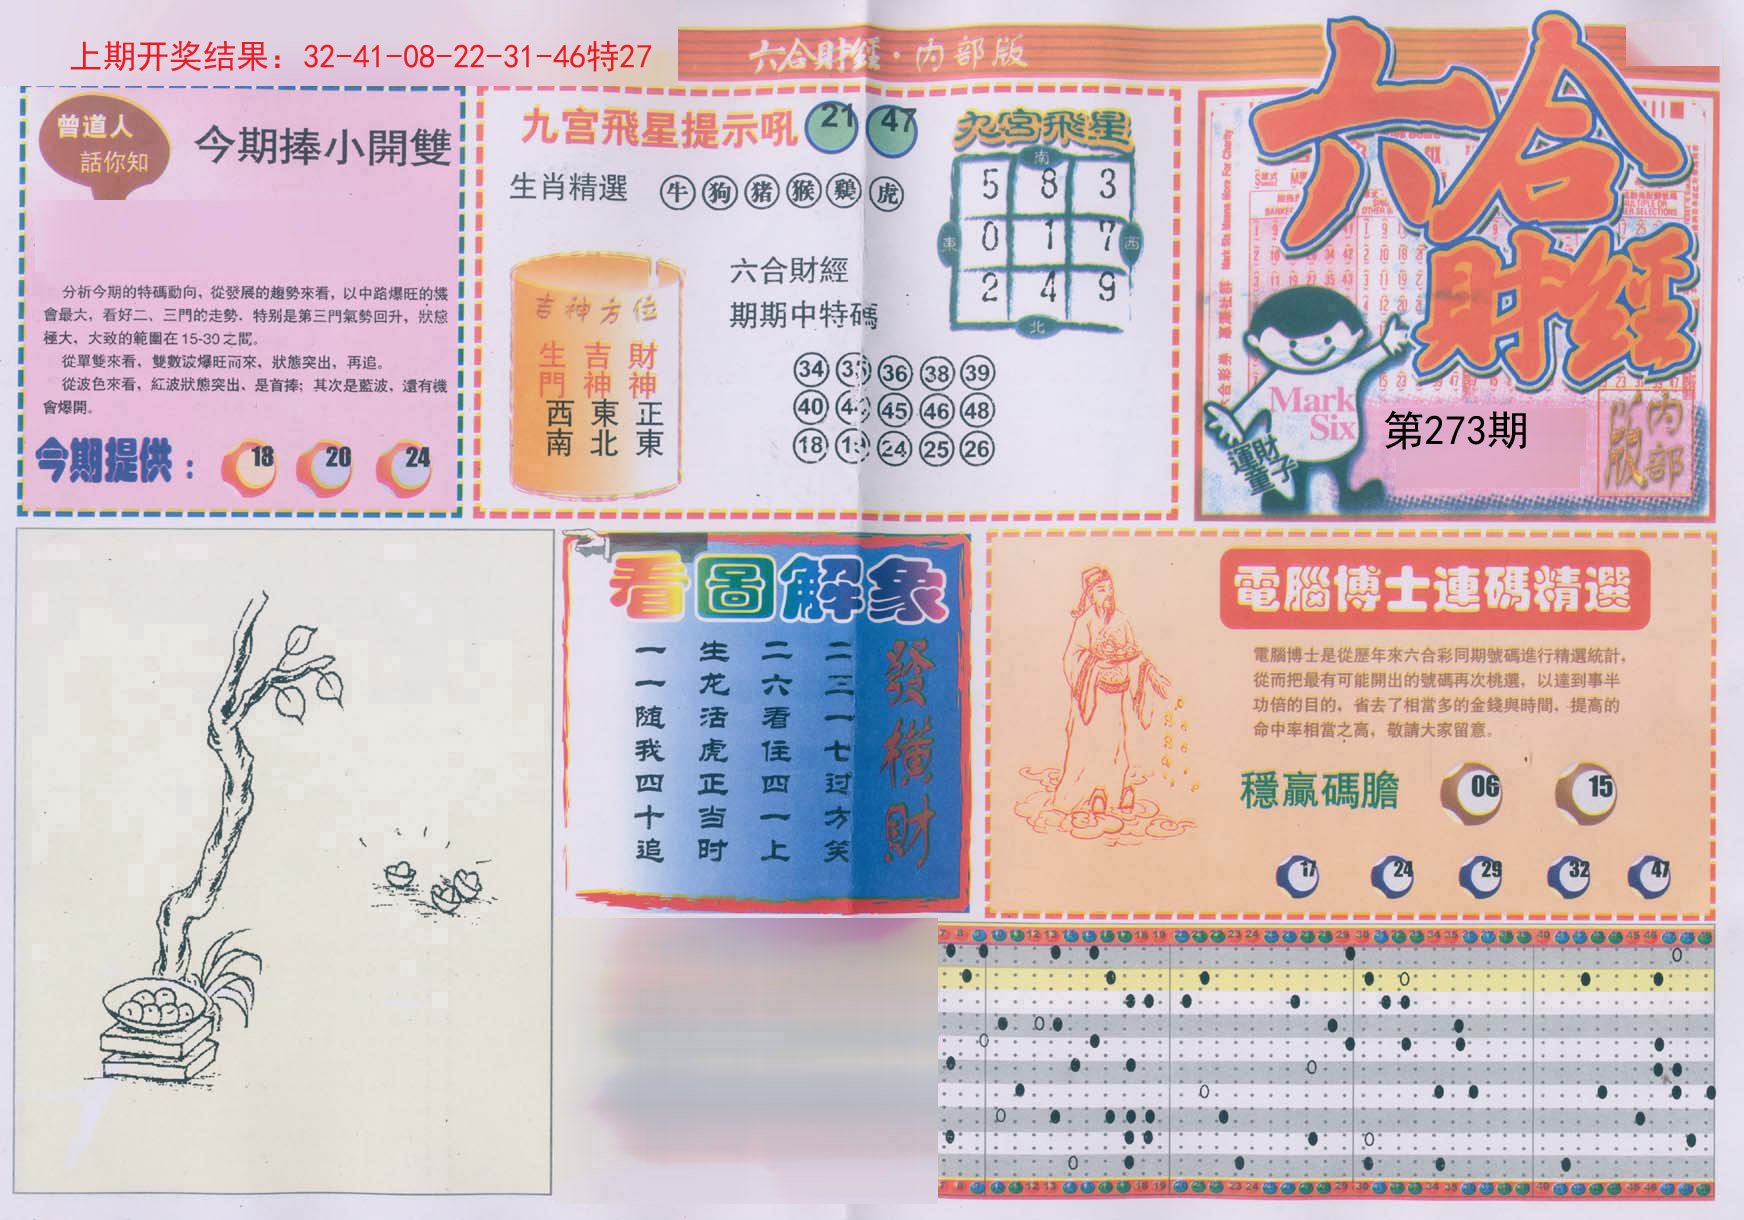 上期开奖结果：32-41-08-22-31-46特27
六合財經·内部版
曾道人
話你知
今期捧小開雙
分析今期的特碼動向，從發展的趨勢來看，以中路爆旺的機
會最大，看好二、三門的走勢，特别是第三門氣勢回升，狀態
極大，大致的範圍在15-30之間。
從單雙來看，雙數波爆旺而來，狀態突出，再追。
從波色來看，紅波狀態突出、是首捧；其次是藍波，還有機
會爆開。
今期提供：
18 20 24
九宫飛星提示吼 21 47
生肖精選 牛 狗 猪 猴 鷄 虎
吉神方位
生門 吉神 財神
西南 東北 正東
六合財經
期期中特碼
34 35 36 38 39
40 44 45 46 48
18 19 24 25 26
九宫飛星
南
5 8 3
東 0 1 7 西
2 4 9
北
六合
財經
Mark
Six
運財童子
第273期
内部版
看圖解象
發橫財
二三一七过方笑
二六看住四一上
生龙活虎正当时
一一随我四十追
電腦博士連碼精選
電腦博士是從歷年來六合彩同期號碼進行精選統計，
從而把最有可能開出的號碼再次桃選，以達到事半
功倍的目的，省去了相當多的金錢與時間，提高的
命中率相當之高，敬請大家留意。
穩贏碼膽 06 15
17 24 29 32 47